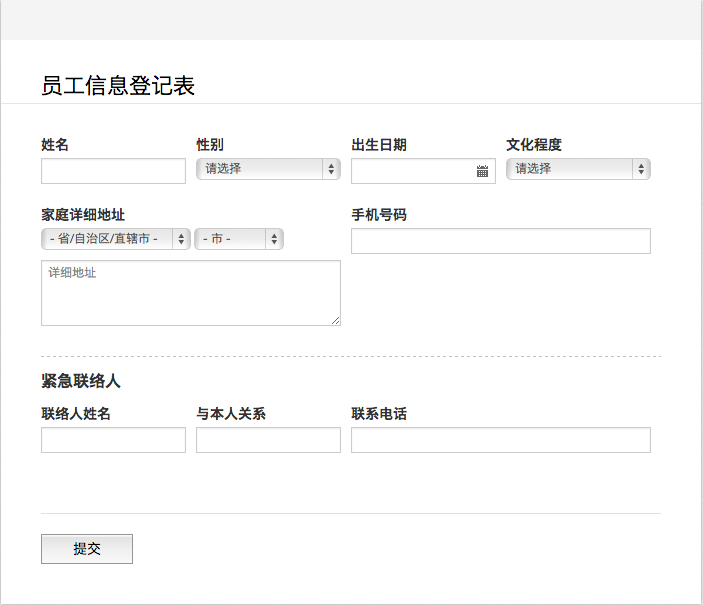 员工信息登记表
姓名 性别 出生日期 文化程度
请选择 请选择
家庭详细地址 手机号码
- 省/自治区/直辖市 - - 市 -
详细地址
紧急联络人
联络人姓名 与本人关系 联系电话
提交